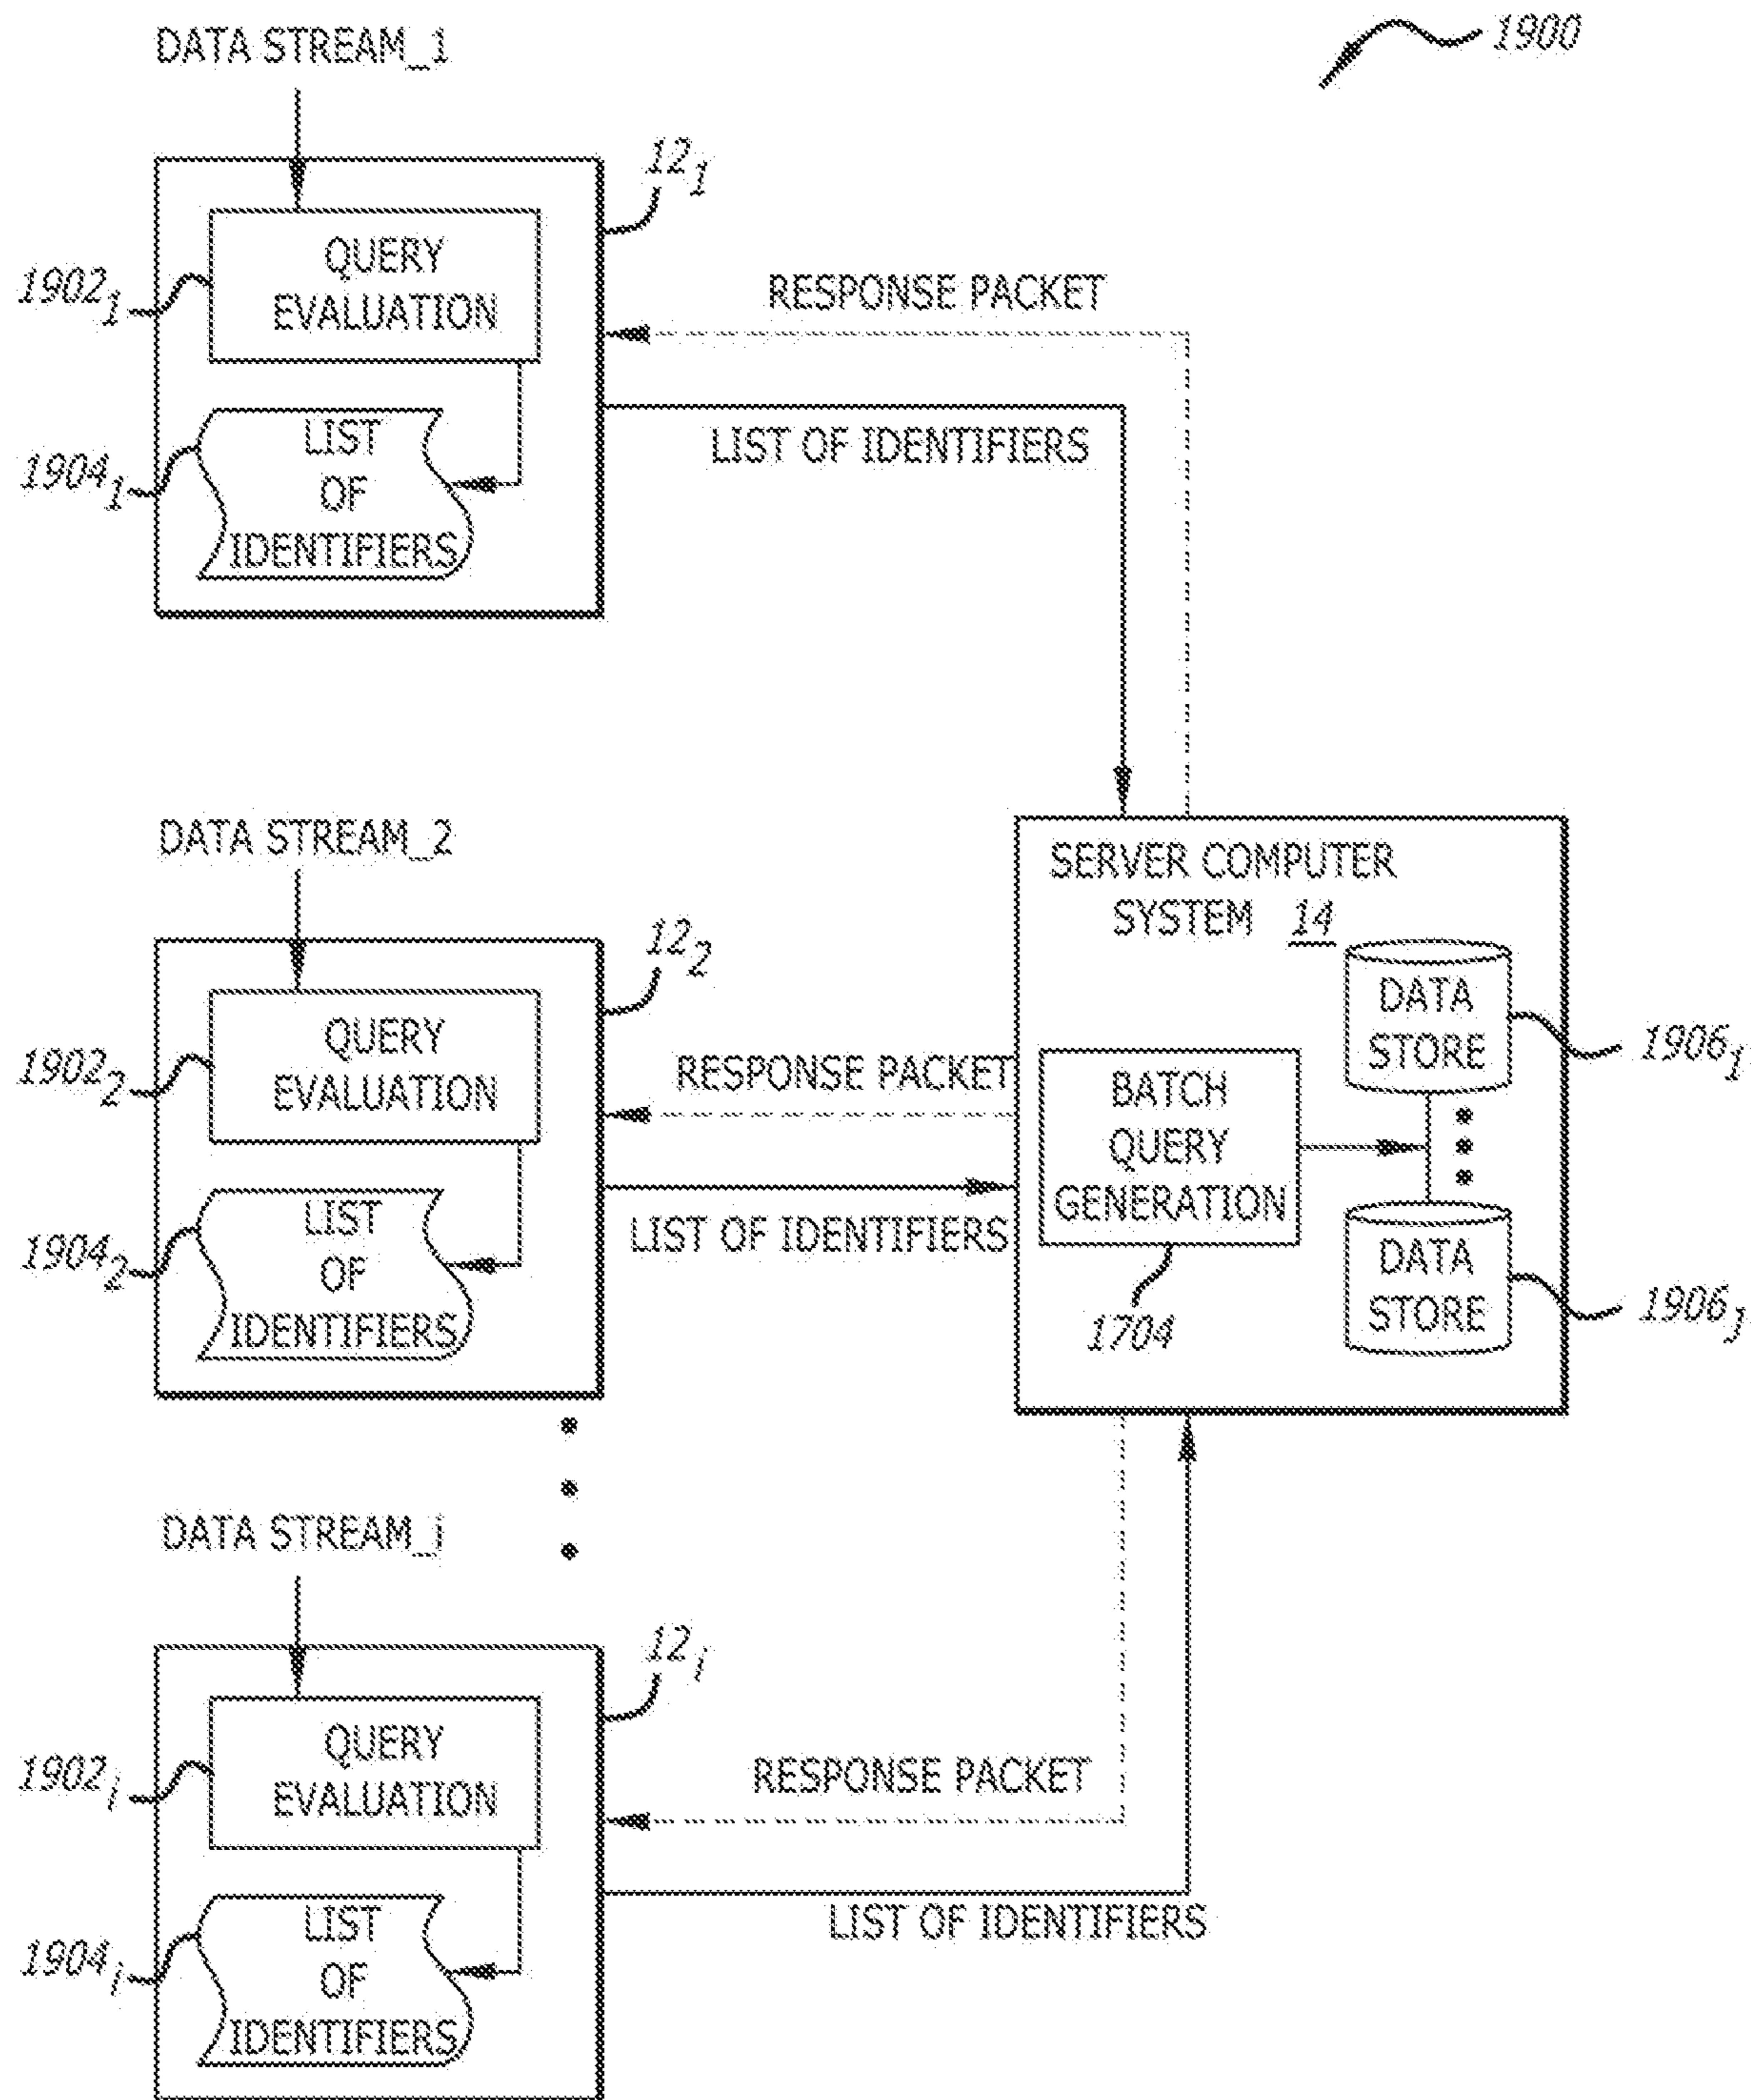 1900
DATA STREAM_1
12₁
1902₁
QUERY
EVALUATION
RESPONSE PACKET
LIST OF IDENTIFIERS
1904₁
LIST
OF
IDENTIFIERS
DATA STREAM_2
12₂
1902₂
QUERY
EVALUATION
RESPONSE PACKET
LIST OF IDENTIFIERS
1904₂
LIST
OF
IDENTIFIERS
SERVER COMPUTER
SYSTEM 14
DATA
STORE
1906₁
BATCH
QUERY
GENERATION
1704
DATA
STORE
1906ⱼ
DATA STREAM_i
12ᵢ
1902ᵢ
QUERY
EVALUATION
RESPONSE PACKET
LIST OF IDENTIFIERS
1904ᵢ
LIST
OF
IDENTIFIERS